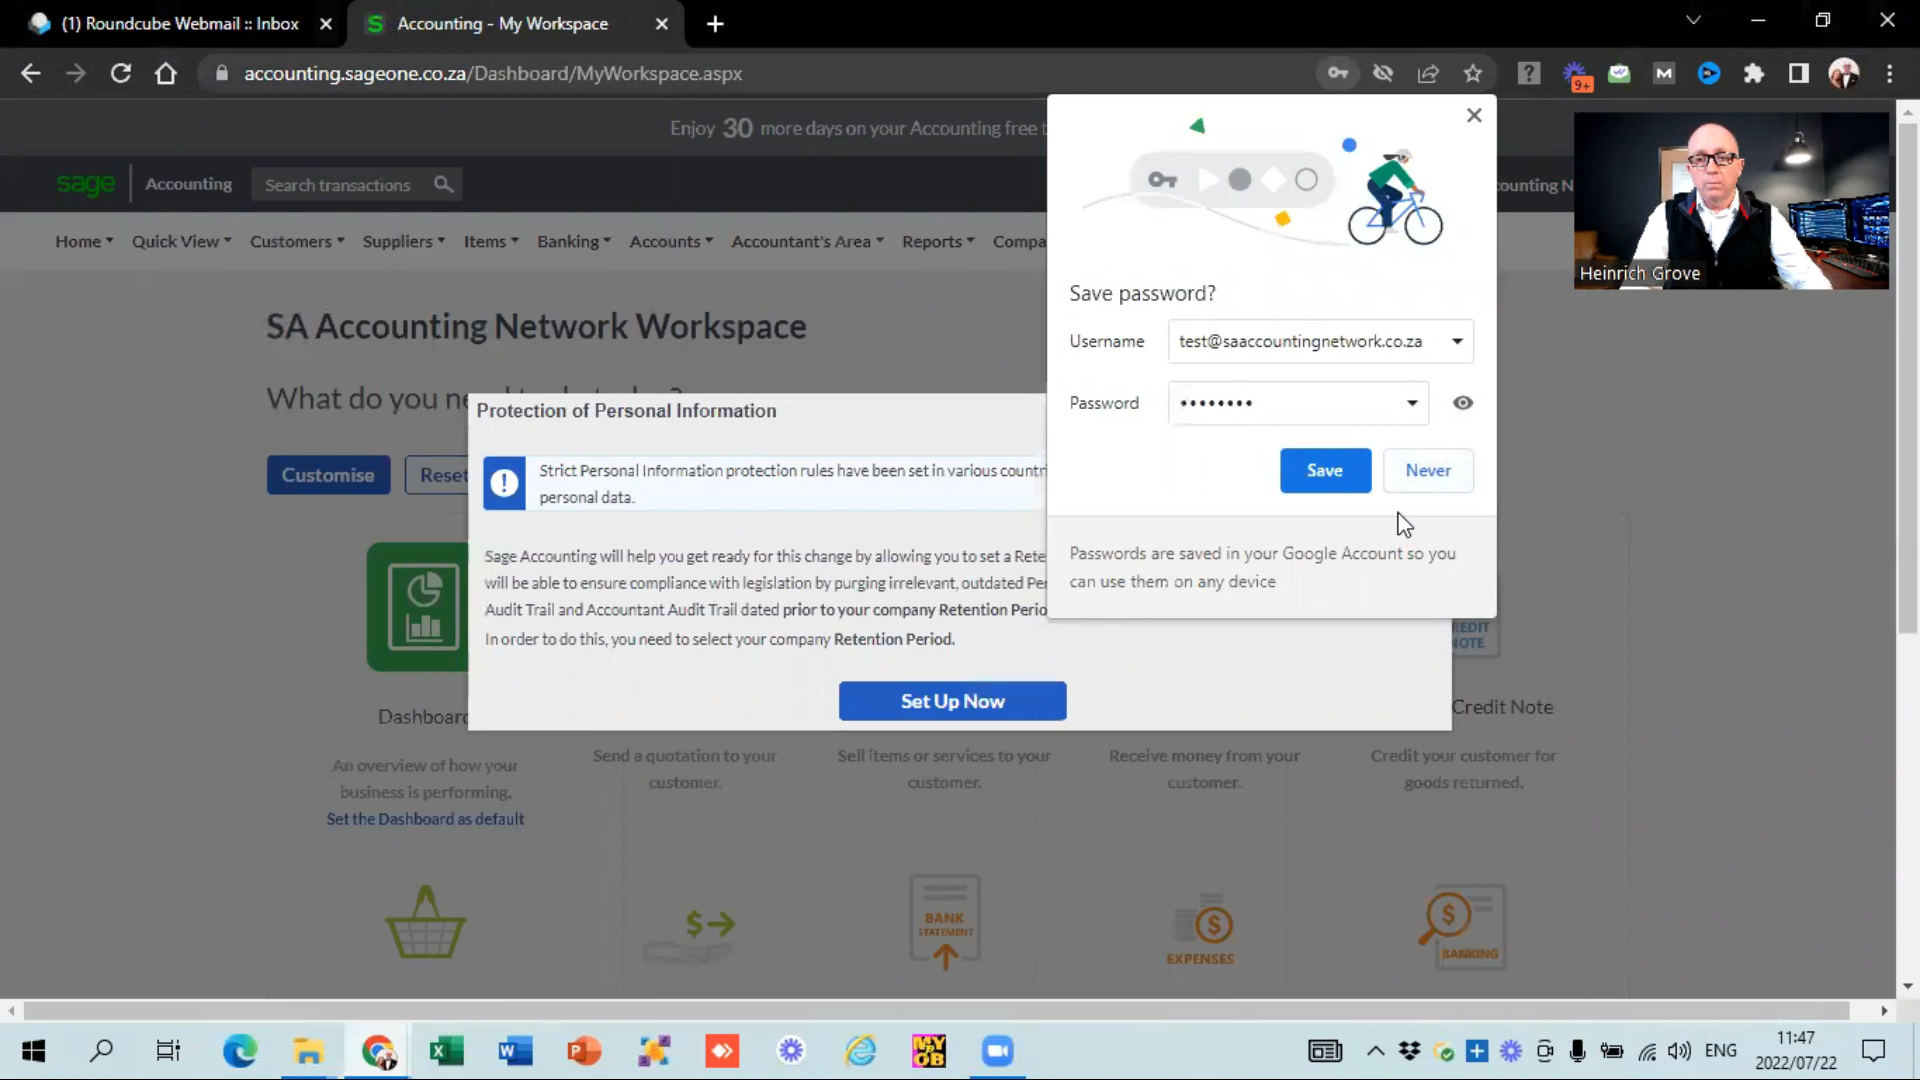 (1) Roundcube Webmail :: Inbox
Accounting - My Workspace
accounting.sageone.co.za/Dashboard/MyWorkspace.aspx
9+
Enjoy 30 more days on your Accounting free
sage
Accounting
Search transactions
Home
Quick View
Customers
Suppliers
Items
Banking
Accounts
Accountant's Area
Reports
SA Accounting Network Workspace
What do you
Customise
Reset
Protection of Personal Information
Strict Personal Information protection rules have been set in various
personal data.
Sage Accounting will help you get ready for this change by allowing you to set a
will be able to ensure compliance with legislation by purging irrelevant, outdated
Audit Trail and Accountant Audit Trail dated prior to your company Retention
In order to do this, you need to select your company Retention Period.
Set Up Now
Save password?
Username
test@saaccountingnetwork.co.za
Password
••••••••
Save
Never
Passwords are saved in your Google Account so you
can use them on any device
Heinrich Grove
NOTE
Dashboard
Credit Note
An overview of how your
business is performing.
Set the Dashboard as default
Send a quotation to your
customer.
Sell items or services to your
customer.
Receive money from your
customer.
Credit your customer for
goods returned.
BANK
STATEMENT
EXPENSES
BANKING
MY
OB
ENG
11:47
2022/07/22